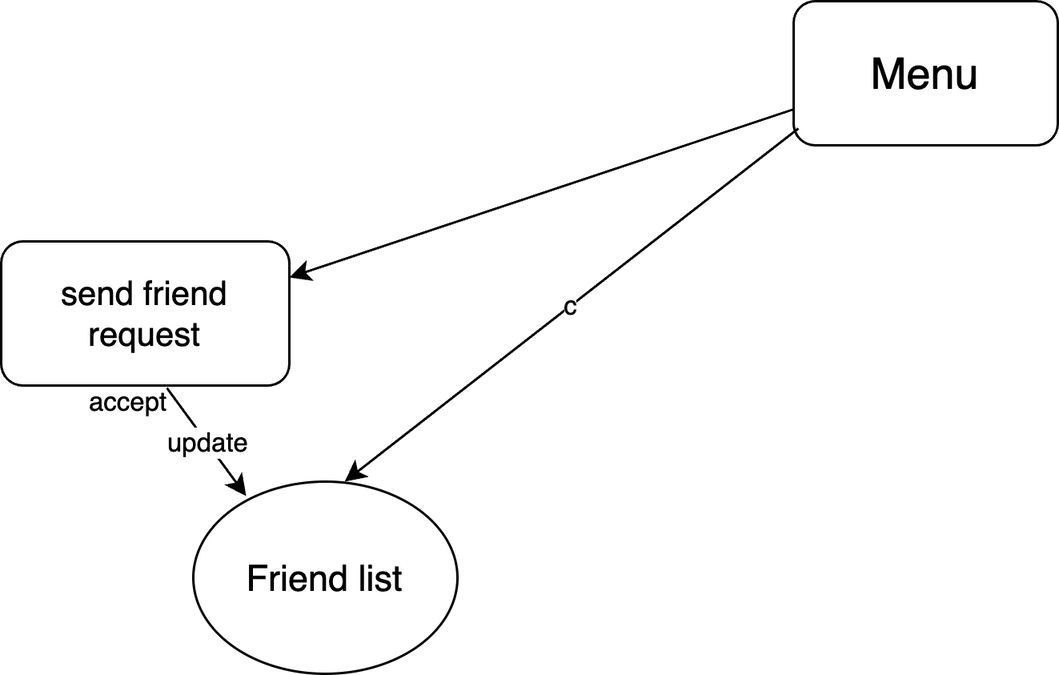 Menu
send friend
request
c
accept
update
Friend list